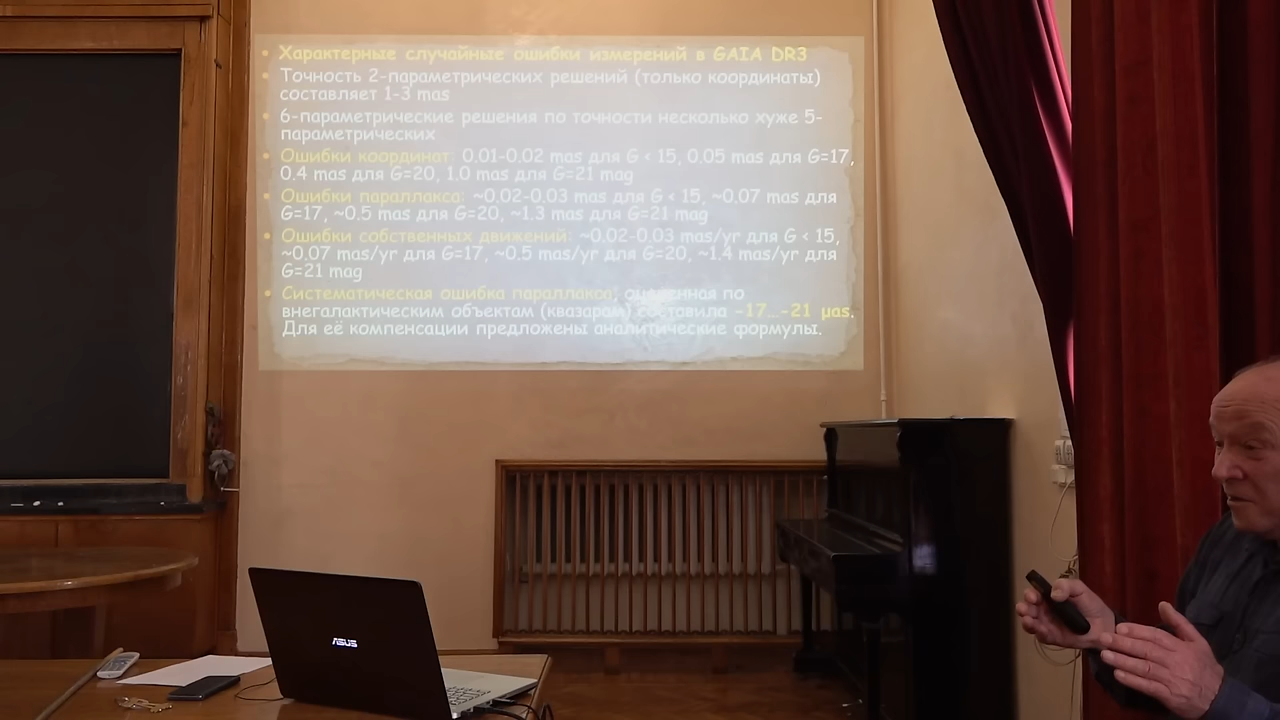 Характерные случайные ошибки измерений в GAIA DR3
Точность 2-параметрических решений (только координаты)
составляет 1-3 mas
6-параметрические решения по точности несколько хуже 5-
параметрических
Ошибки координат: 0.01-0.02 mas для G < 15, 0.05 mas для G=17,
0.4 mas для G=20, 1.0 mas для G=21 mag
Ошибки параллакса: ~0.02-0.03 mas для G < 15, ~0.07 mas для
G=17, ~0.5 mas для G=20, ~1.3 mas для G=21 mag
Ошибки собственных движений: ~0.02-0.03 mas/yr для G < 15,
~0.07 mas/yr для G=17, ~0.5 mas/yr для G=20, ~1.4 mas/yr для
G=21 mag
Систематическая ошибка параллакса, оцененная по
внегалактическим объектам (квазарам) составила -17...-21 μas.
Для её компенсации предложены аналитические формулы.
ASUS